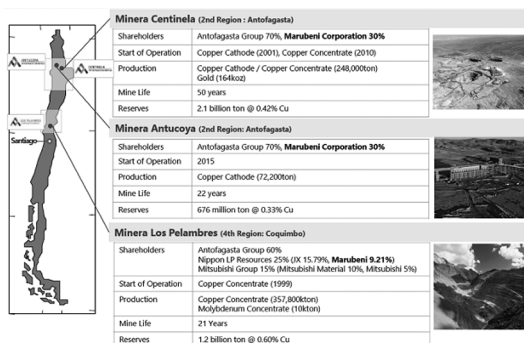 Minera Centinela (2nd Region : Antofagasta)
Shareholders Antofagasta Group 70%, Marubeni Corporation 30%
Start of Operation Copper Cathode (2001), Copper Concentrate (2010)
Production Copper Cathode / Copper Concentrate (248,000ton)
Gold (164koz)
Mine Life 50 years
Reserves 2.1 billion ton @ 0.42% Cu
ANTUCOYA
CENTINELA
Minera Antucoya (2nd Region: Antofagasta)
Shareholders Antofagasta Group 70%, Marubeni Corporation 30%
Start of Operation 2015
Production Copper Cathode (72,200ton)
Mine Life 22 years
Reserves 676 million ton @ 0.33% Cu
LOS PELAMBRES
Santiago
Minera Los Pelambres (4th Region: Coquimbo)
Shareholders Antofagasta Group 60%
Nippon LP Resources 25% (JX 15.79%, Marubeni 9.21%)
Mitsubishi Group 15% (Mitsubishi Material 10%, Mitsubishi 5%)
Start of Operation Copper Concentrate (1999)
Production Copper Concentrate (357,800kton)
Molybdenum Concentrate (10kton)
Mine Life 21 Years
Reserves 1.2 billion ton @ 0.60% Cu